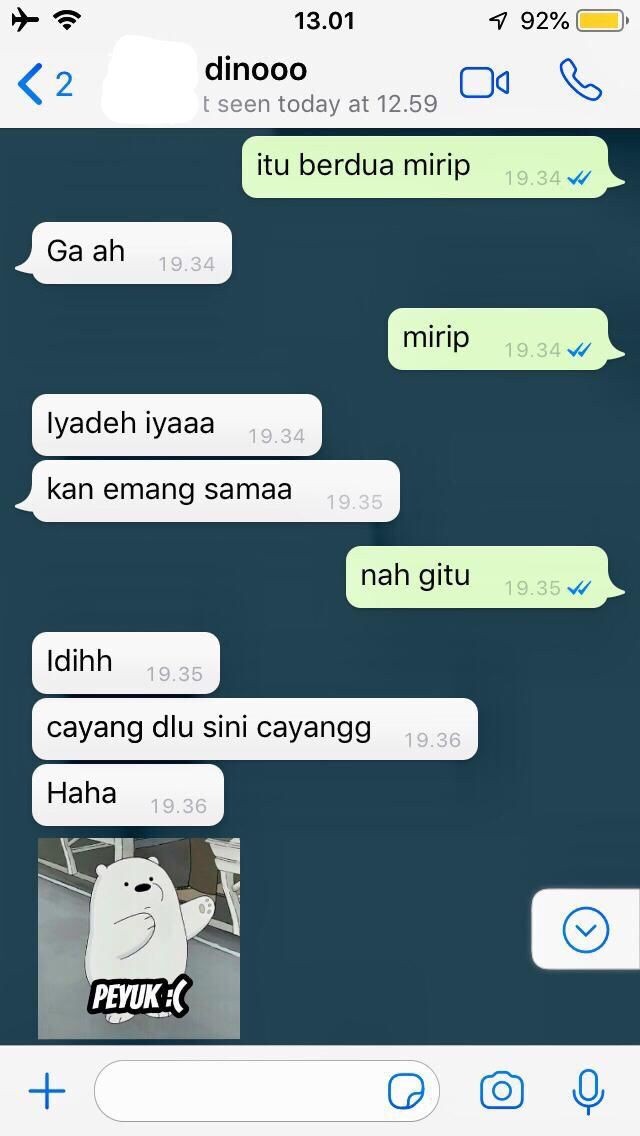 13.01
92%
2
dinooo
t seen today at 12.59
itu berdua mirip 19.34
Ga ah 19.34
mirip 19.34
Iyadeh iyaaa 19.34
kan emang samaa 19.35
nah gitu 19.35
Idihh 19.35
cayang dlu sini cayangg 19.36
Haha 19.36
PEYUK :(